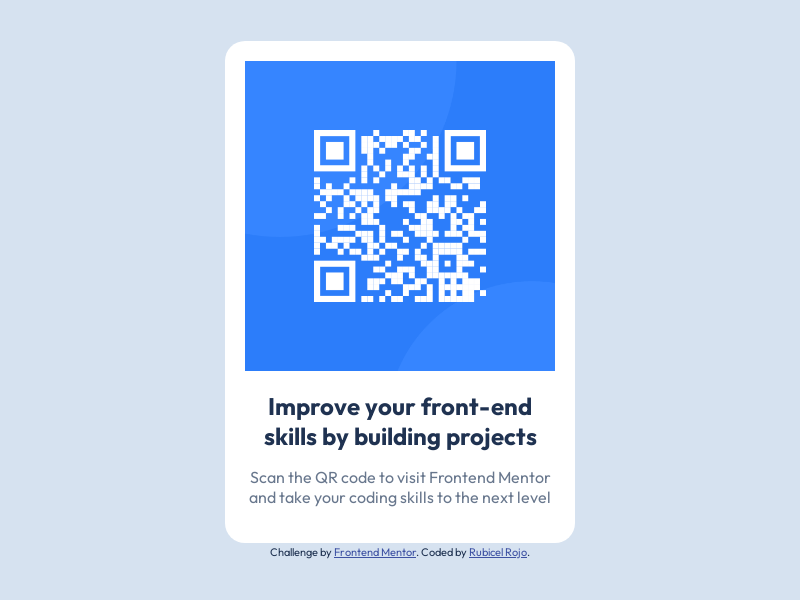 Improve your front-end
skills by building projects
Scan the QR code to visit Frontend Mentor
and take your coding skills to the next level
Challenge by Frontend Mentor. Coded by Rubicel Rojo.